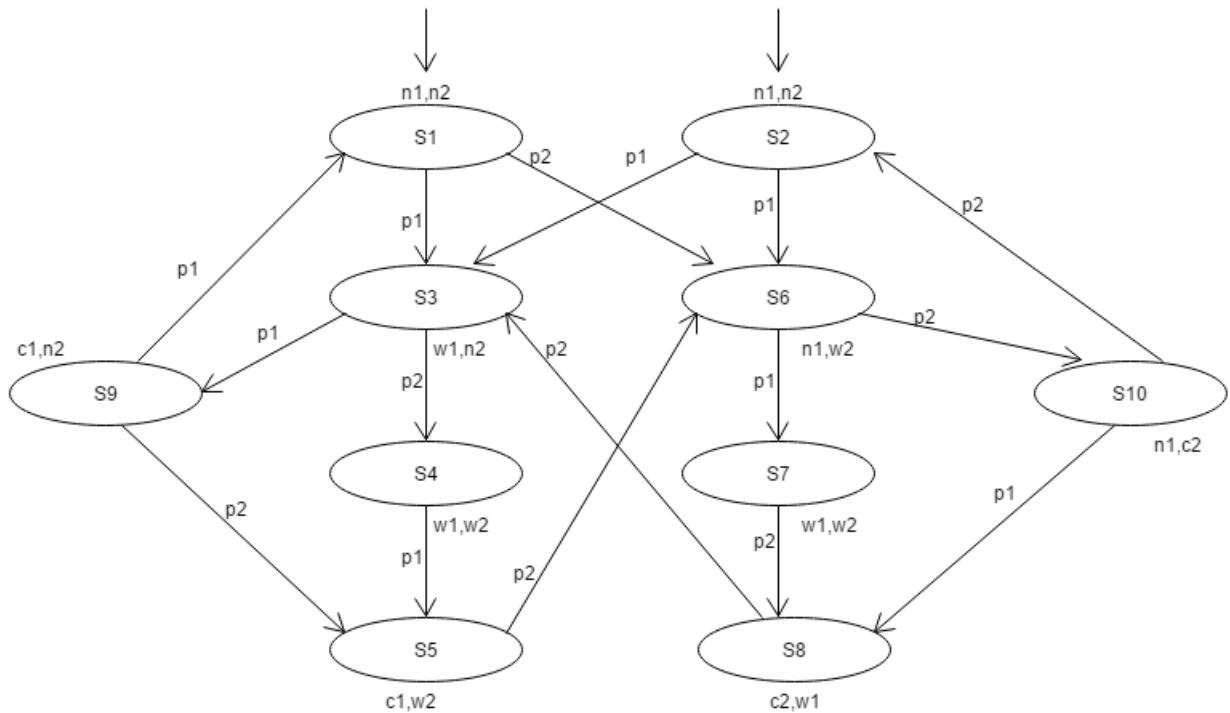 n1,n2 n1,n2
S1 S2
p2 p1
p1 p1 p2
p1
S3 S6
p2
p1 w1,n2 p2 n1,w2
c1,n2
p2 p1
S9 S10
n1,c2
S4 S7
p1
p2 w1,w2 w1,w2
p1 p2
p2
S5 S8
c1,w2 c2,w1